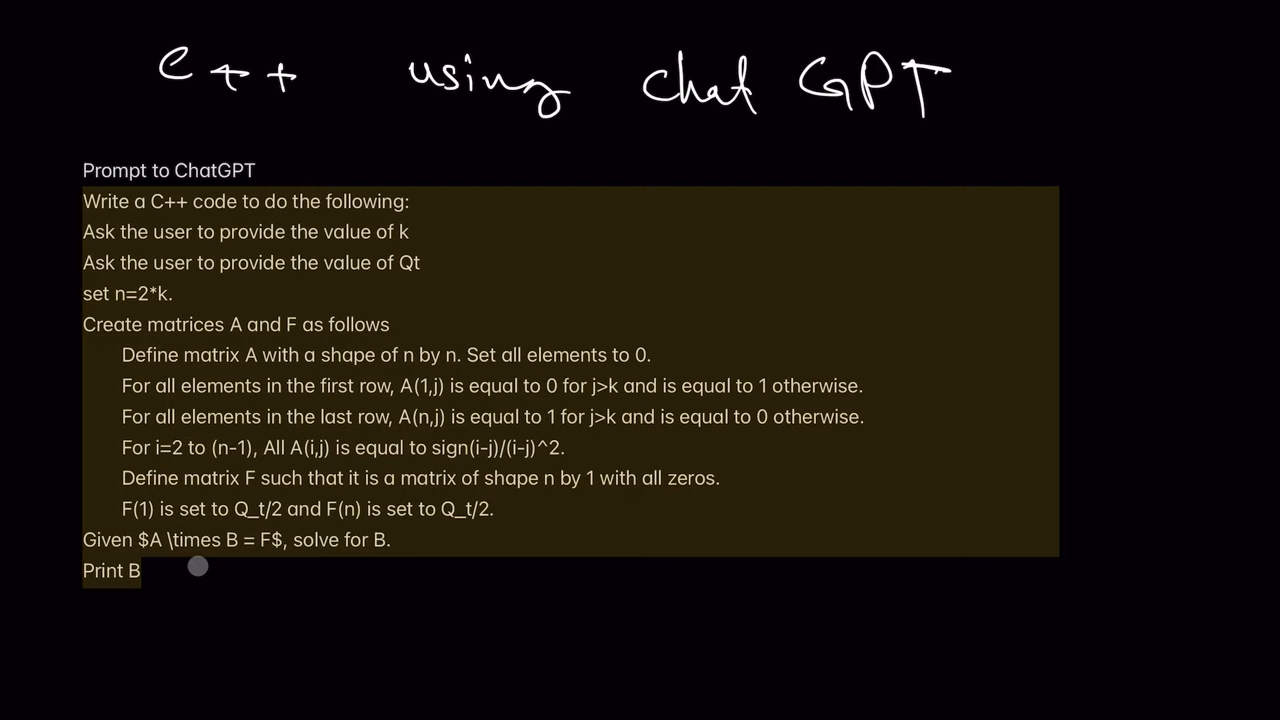 C++ using chat GPT
Prompt to ChatGPT
Write a C++ code to do the following:
Ask the user to provide the value of k
Ask the user to provide the value of Qt
set n=2*k.
Create matrices A and F as follows
Define matrix A with a shape of n by n. Set all elements to 0.
For all elements in the first row, A(1,j) is equal to 0 for j>k and is equal to 1 otherwise.
For all elements in the last row, A(n,j) is equal to 1 for j>k and is equal to 0 otherwise.
For i=2 to (n-1), All A(i,j) is equal to sign(i-j)/(i-j)^2.
Define matrix F such that it is a matrix of shape n by 1 with all zeros.
F(1) is set to Q_t/2 and F(n) is set to Q_t/2.
Given $A \times B = F$, solve for B.
Print B